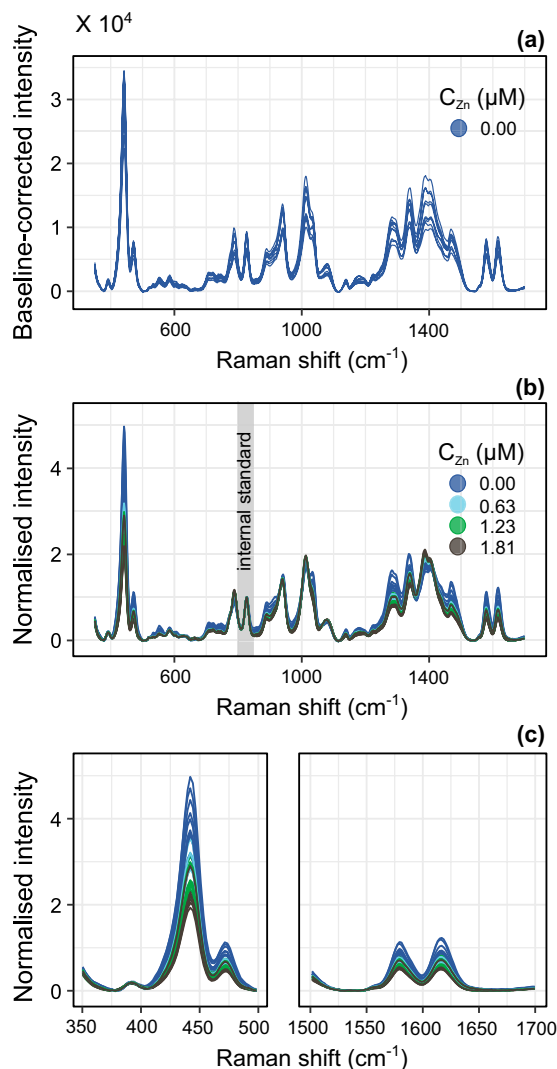 X 10⁴
(a)
Baseline-corrected intensity
3
2
1
0
C_Zn (µM)
0.00
600 1000 1400
Raman shift (cm⁻¹)
(b)
Normalised intensity
4
2
0
internal standard
C_Zn (µM)
0.00
0.63
1.23
1.81
600 1000 1400
Raman shift (cm⁻¹)
(c)
Normalised intensity
4
2
0
350 400 450 500 1500 1550 1600 1650 1700
Raman shift (cm⁻¹)